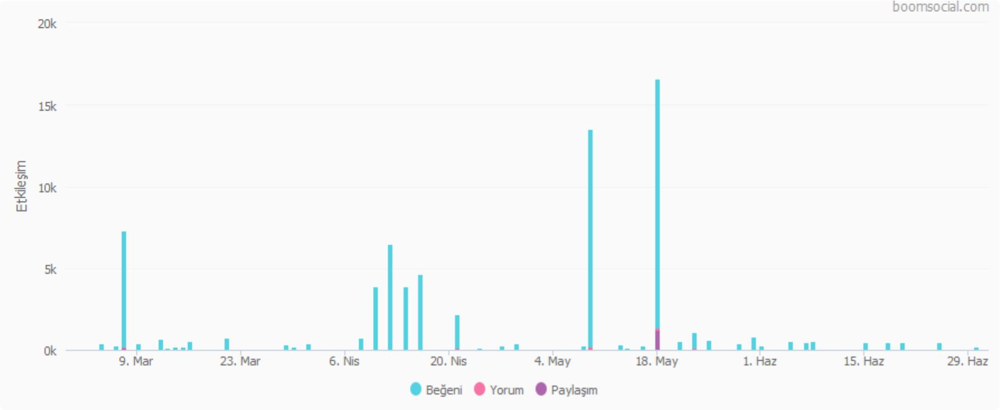 boomsocial.com
20k
15k
10k
5k
0k
Etkileşim
9. Mar 23. Mar 6. Nis 20. Nis 4. May 18. May 1. Haz 15. Haz 29. Haz
Beğeni Yorum Paylaşım